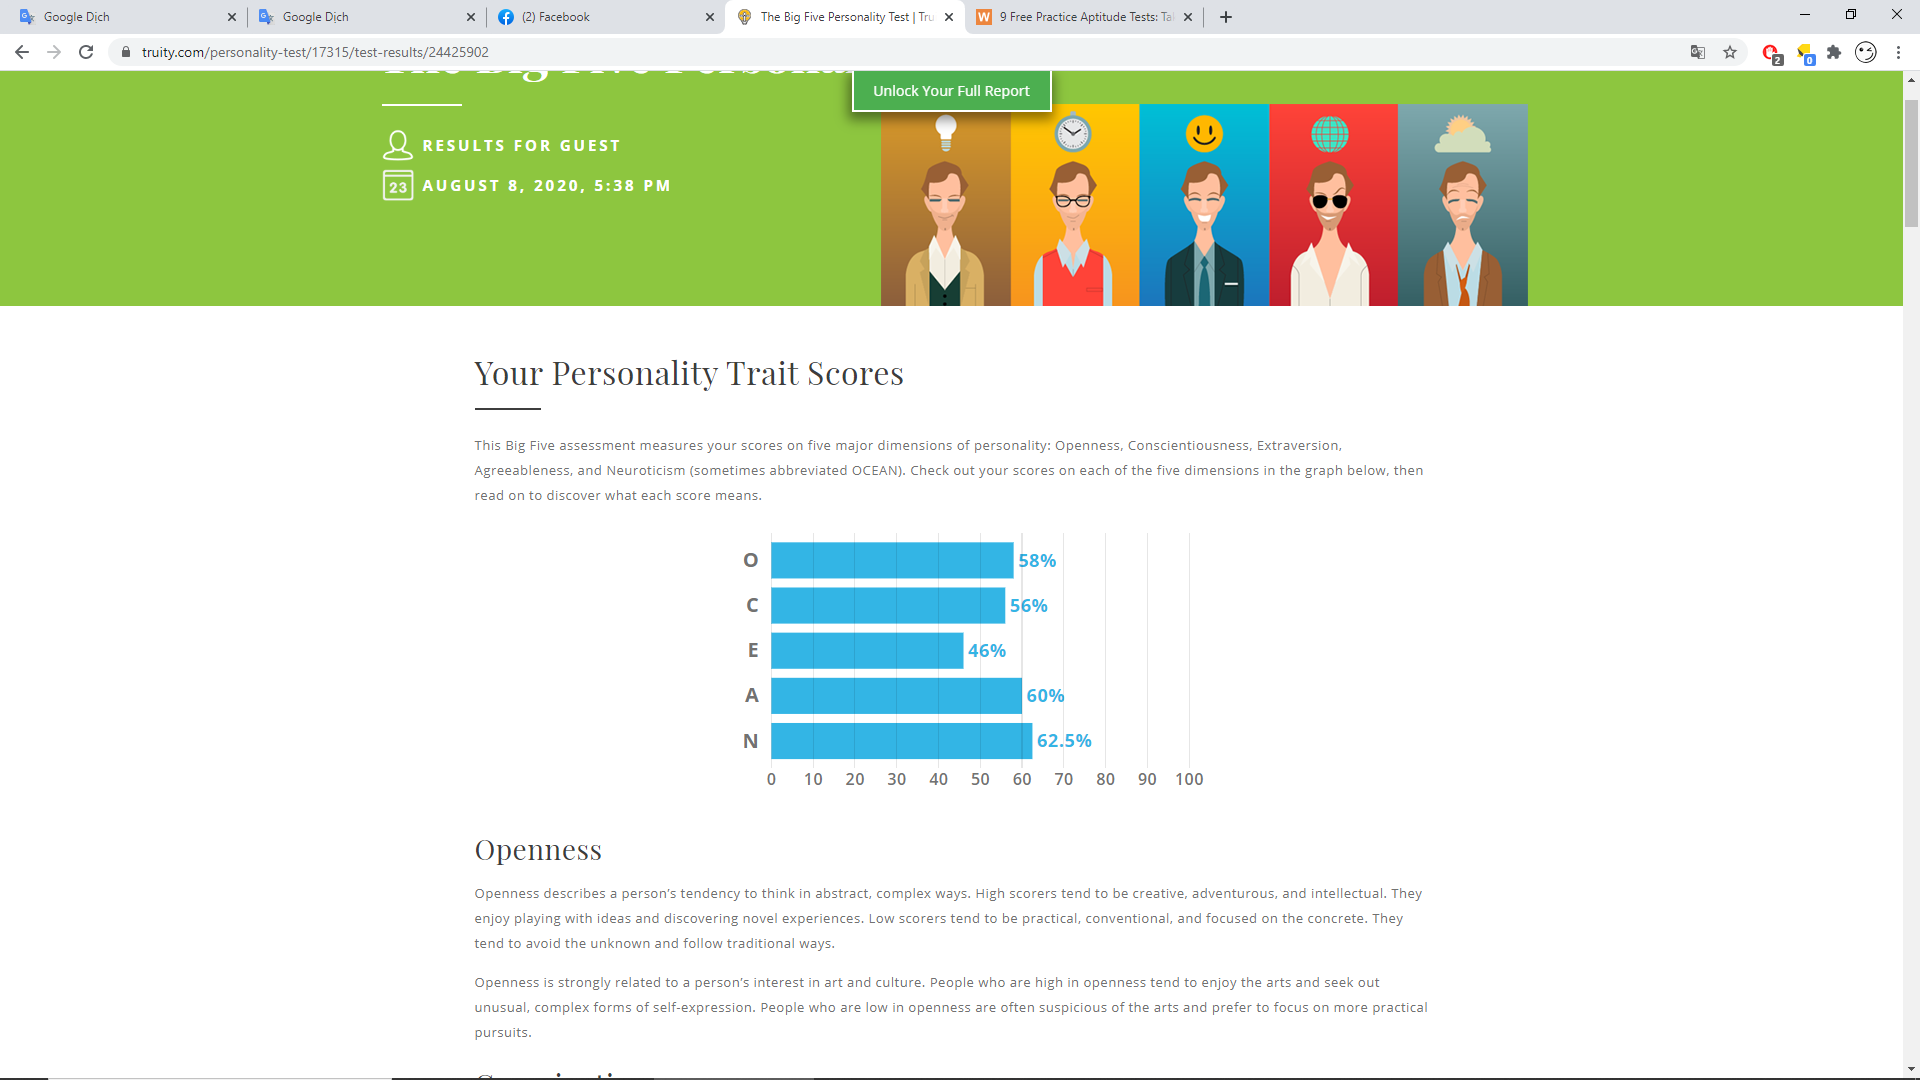 Google Dịch
Google Dịch
(2) Facebook
The Big Five Personality Test | Tru
9 Free Practice Aptitude Tests: Ta
truity.com/personality-test/17315/test-results/24425902
2
0
Unlock Your Full Report
RESULTS FOR GUEST
23
AUGUST 8, 2020, 5:38 PM
Your Personality Trait Scores
This Big Five assessment measures your scores on five major dimensions of personality: Openness, Conscientiousness, Extraversion,
Agreeableness, and Neuroticism (sometimes abbreviated OCEAN). Check out your scores on each of the five dimensions in the graph below, then
read on to discover what each score means.
O 58%
C 56%
E 46%
A 60%
N 62.5%
0 10 20 30 40 50 60 70 80 90 100
Openness
Openness describes a person’s tendency to think in abstract, complex ways. High scorers tend to be creative, adventurous, and intellectual. They
enjoy playing with ideas and discovering novel experiences. Low scorers tend to be practical, conventional, and focused on the concrete. They
tend to avoid the unknown and follow traditional ways.
Openness is strongly related to a person’s interest in art and culture. People who are high in openness tend to enjoy the arts and seek out
unusual, complex forms of self-expression. People who are low in openness are often suspicious of the arts and prefer to focus on more practical
pursuits.